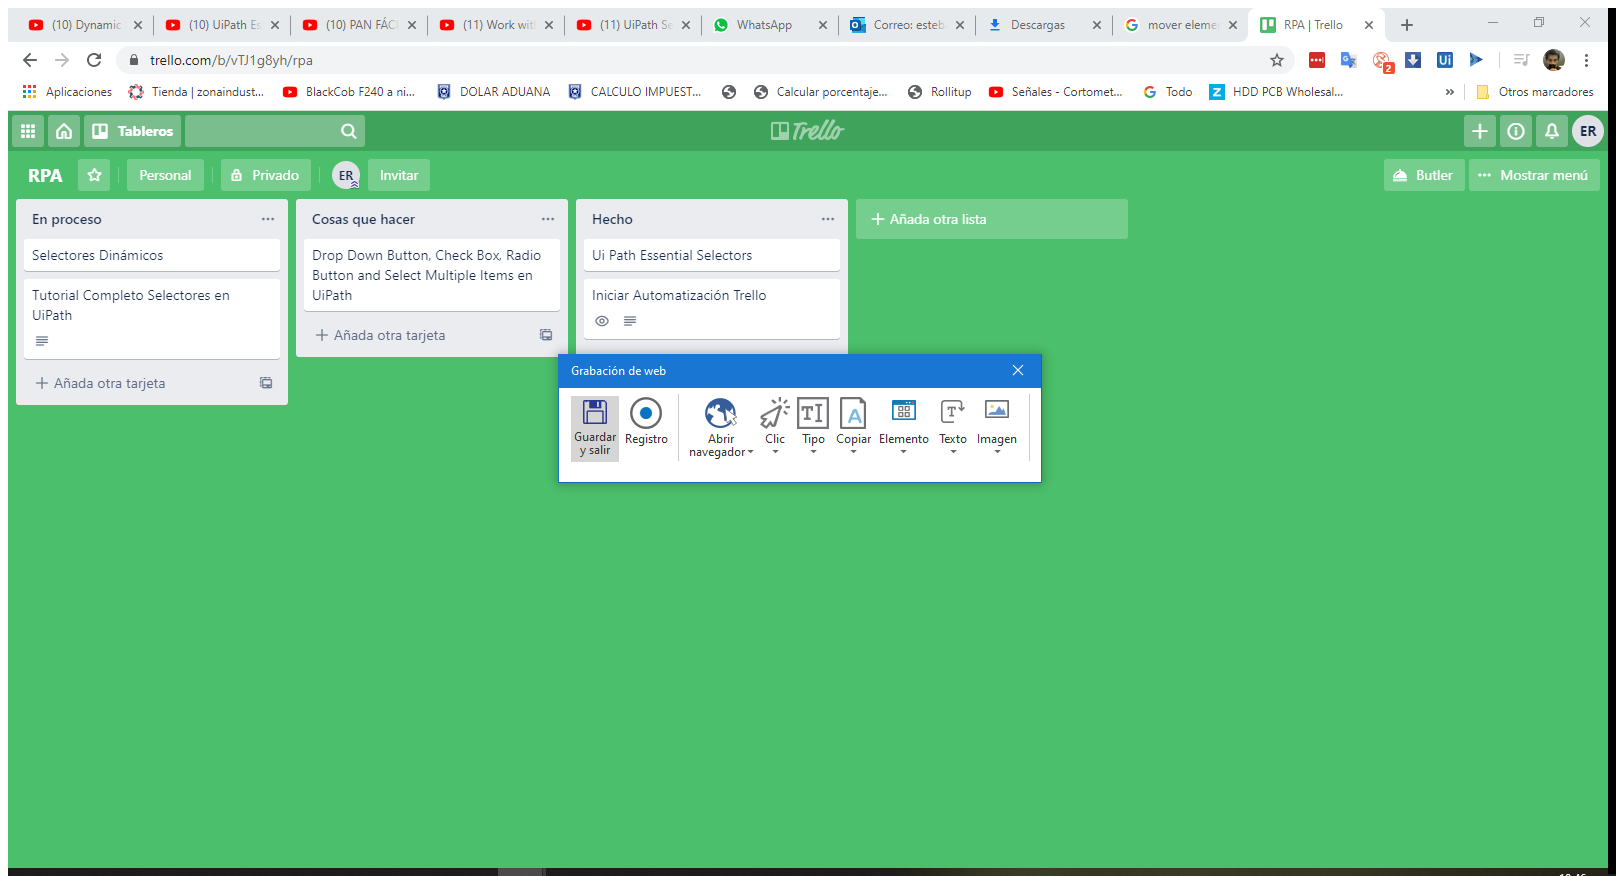 (10) Dynamic
(10) UiPath Es
(10) PAN FÁCI
(11) Work with
(11) UiPath Se
WhatsApp
Correo: esteb
Descargas
mover eleme
RPA | Trello
trello.com/b/vTJ1g8yh/rpa
2
Ui
Aplicaciones
Tienda | zonaindust...
BlackCob F240 a ni...
DOLAR ADUANA
CALCULO IMPUEST...
Calcular porcentaje...
Rollitup
Señales - Cortomet...
Todo
HDD PCB Wholesal...
»
Otros marcadores
Tableros
Trello
ER
RPA
Personal
Privado
ER
Invitar
Butler
Mostrar menú
En proceso
Selectores Dinámicos
Tutorial Completo Selectores en
UiPath
Añada otra tarjeta
Cosas que hacer
Drop Down Button, Check Box, Radio
Button and Select Multiple Items en
UiPath
Añada otra tarjeta
Hecho
Ui Path Essential Selectors
Iniciar Automatización Trello
Añada otra lista
Grabación de web
Guardar
y salir
Registro
Abrir
navegador
Clic
Tipo
Copiar
Elemento
Texto
Imagen